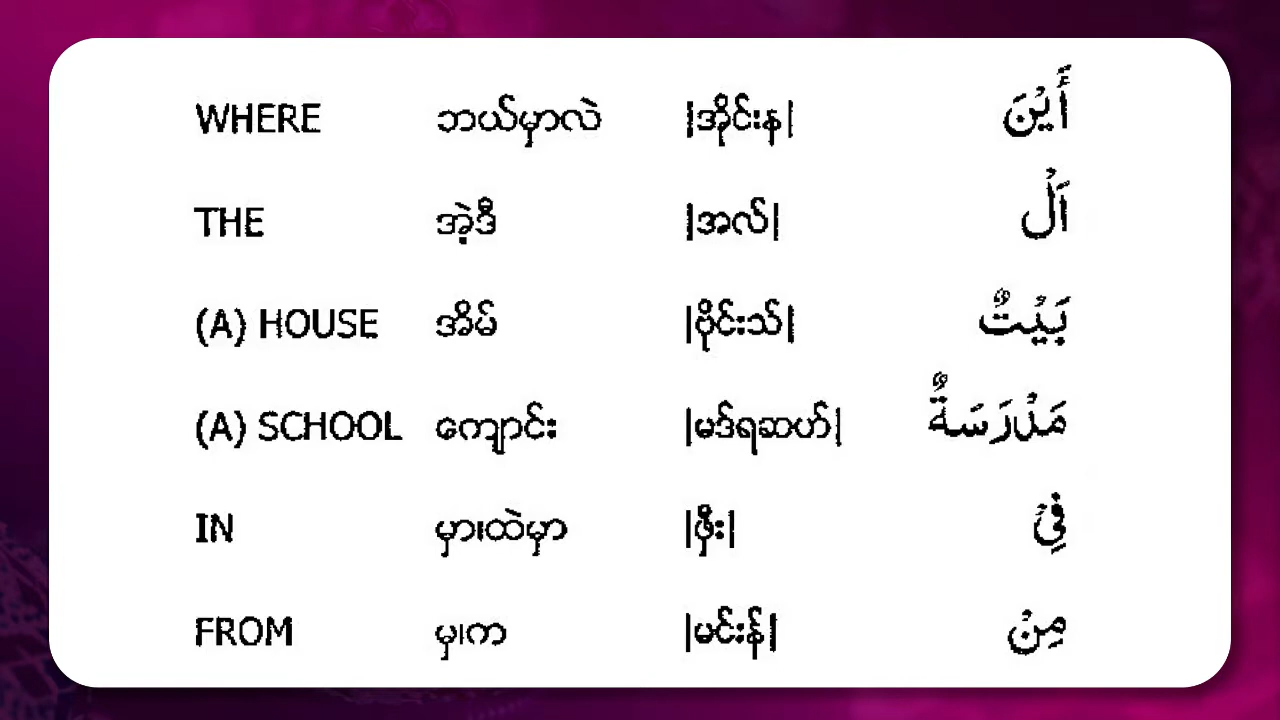 WHERE ဘယ်မှာလဲ |အိုင်းန| أَيْنَ
THE အဲ့ဒီ |အလ်| اَلْ
(A) HOUSE အိမ် |ဗိုင်းသ်| بَيْتٌ
(A) SCHOOL ကျောင်း |မဒ်ရဆဟ်| مَدْرَسَةٌ
IN မှာ၊ထဲမှာ |ဖှီး| فِيْ
FROM မှ၊က |မင်းန်| مِنْ